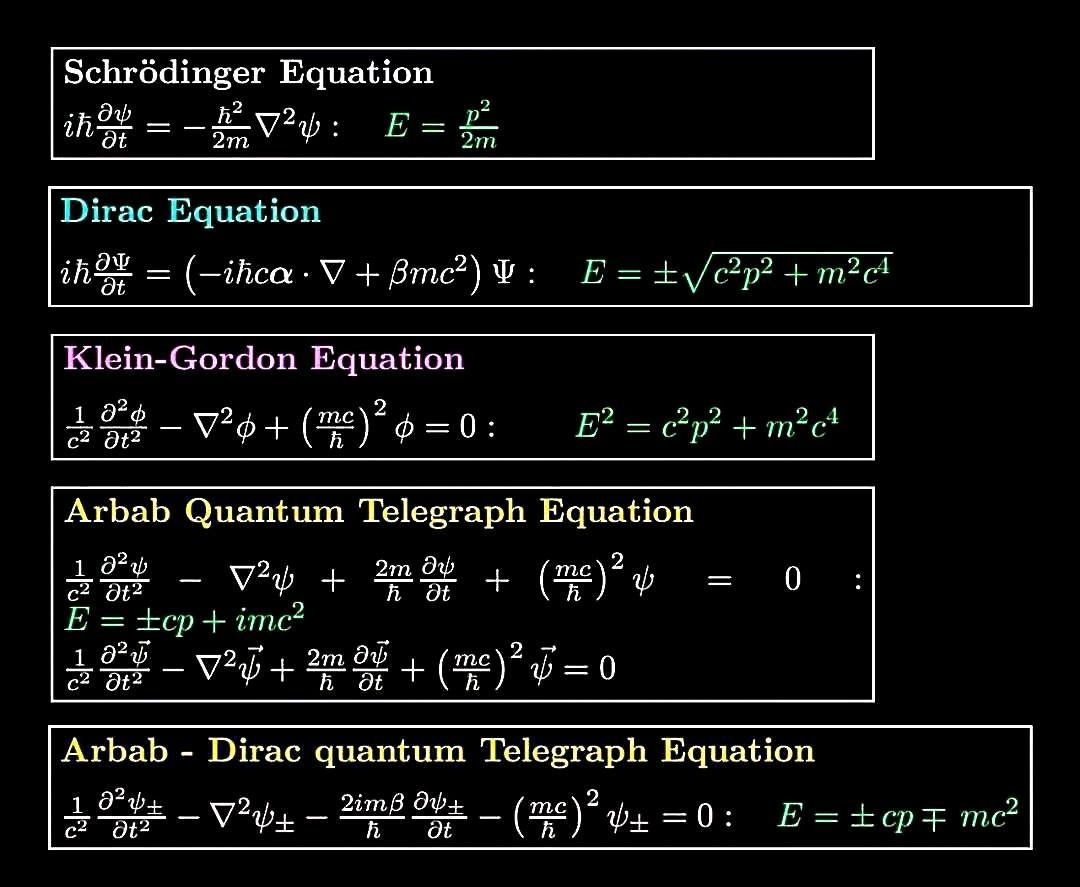 Schrödinger Equation
iħ ∂ψ/∂t = −ħ²/2m ∇²ψ : E = p²/2m
Dirac Equation
iħ ∂Ψ/∂t = (−iħc𝛂 · ∇ + βmc²) Ψ : E = ±√(c²p² + m²c⁴)
Klein-Gordon Equation
1/c² ∂²ϕ/∂t² − ∇²ϕ + (mc/ħ)² ϕ = 0 : E² = c²p² + m²c⁴
Arbab Quantum Telegraph Equation
1/c² ∂²ψ/∂t² − ∇²ψ + 2m/ħ ∂ψ/∂t + (mc/ħ)² ψ = 0 :
E = ±cp + imc²
1/c² ∂²ψ⃗/∂t² − ∇²ψ⃗ + 2m/ħ ∂ψ⃗/∂t + (mc/ħ)² ψ⃗ = 0
Arbab - Dirac quantum Telegraph Equation
1/c² ∂²ψ±/∂t² − ∇²ψ± − 2imβ/ħ ∂ψ±/∂t − (mc/ħ)² ψ± = 0 : E = ± cp ∓ mc²